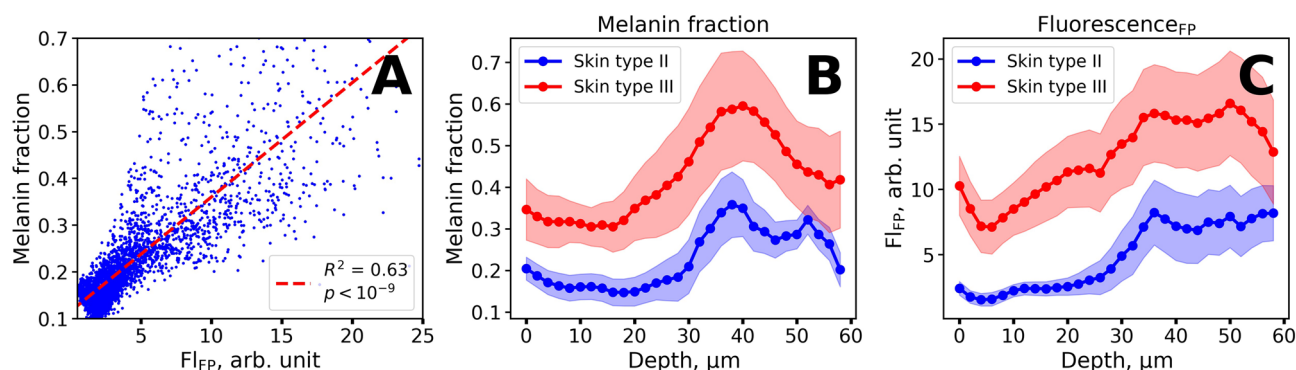 A
0.7
0.6
0.5
0.4
0.3
0.2
0.1
Melanin fraction
5
10
15
20
25
Fl_FP, arb. unit
R² = 0.63
p < 10⁻⁹
Melanin fraction
B
Skin type II
Skin type III
0.7
0.6
0.5
0.4
0.3
0.2
0.1
Melanin fraction
0
10
20
30
40
50
60
Depth, μm
Fluorescence_FP
C
Skin type II
Skin type III
20
15
10
5
Fl_FP, arb. unit
0
10
20
30
40
50
60
Depth, μm